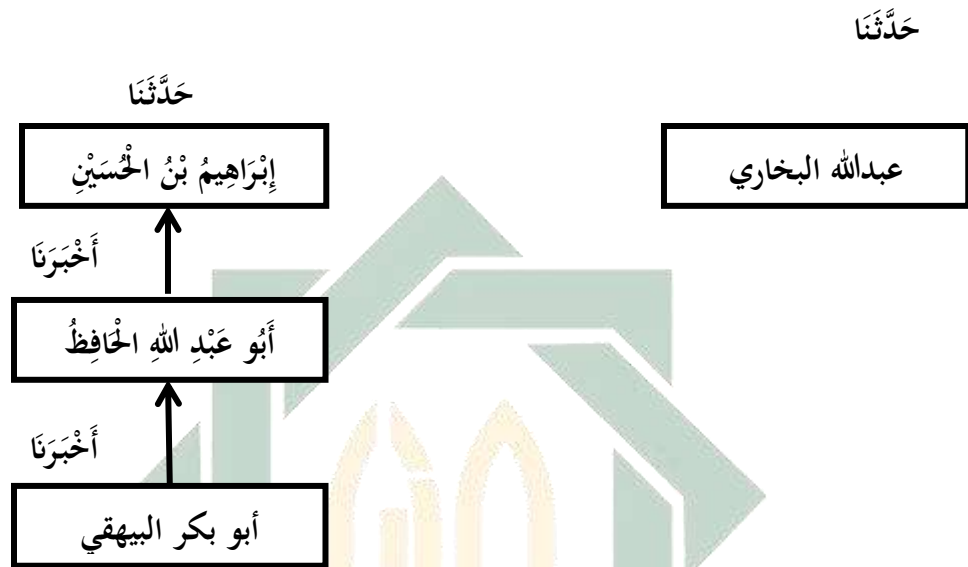 حَدَّثَنَا
حَدَّثَنَا
عبدالله البخاري
إِبْرَاهِيمُ بْنُ الْحُسَيْنِ
أَخْبَرَنَا
أَبُو عَبْدِ اللهِ الْحَافِظُ
أَخْبَرَنَا
أبو بكر البيهقي